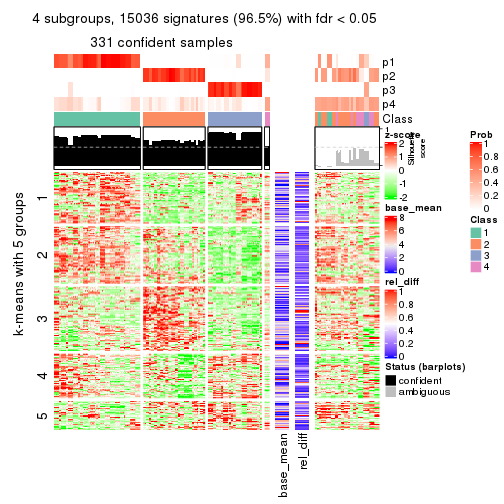 4 subgroups, 15036 signatures (96.5%) with fdr < 0.05
331 confident samples
p1
p2
p3
p4
Class
1
Silhouette
score
k-means with 5 groups
1
2
3
4
5
base_mean
rel_diff
z-score
2
1
0
-1
-2
base_mean
8
6
4
2
0
rel_diff
1
0.8
0.6
0.4
0.2
0
Status (barplots)
confident
ambiguous
Prob
1
0.8
0.6
0.4
0.2
0
Class
1
2
3
4